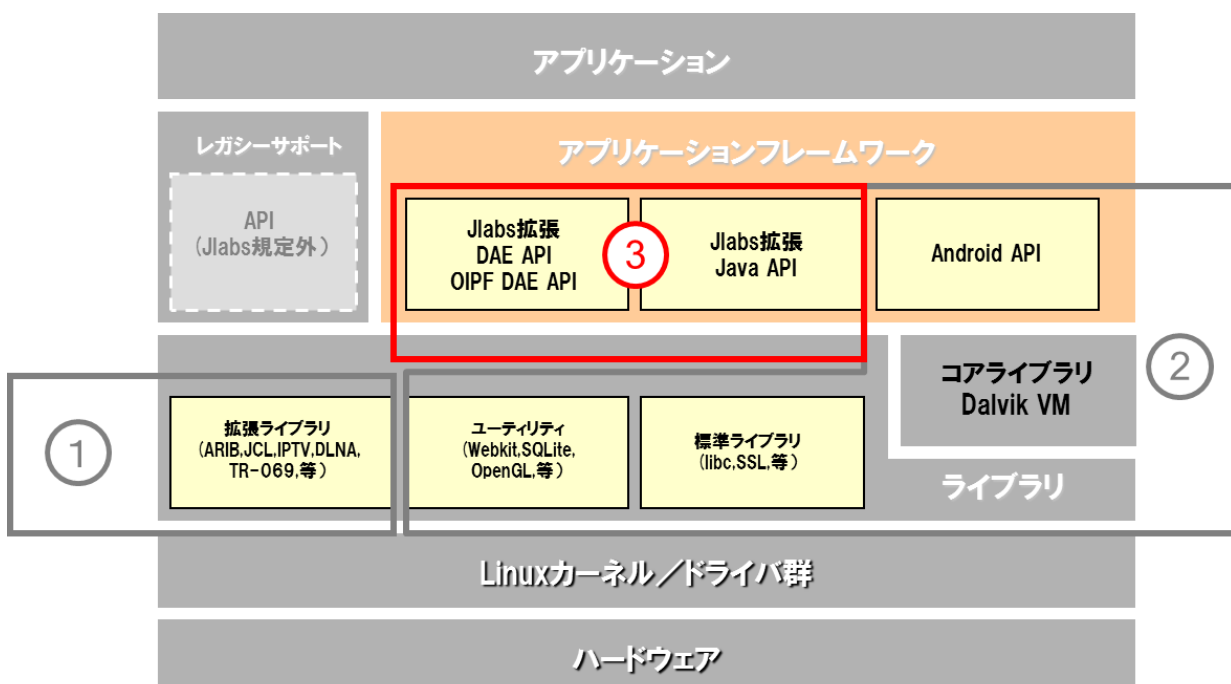 アプリケーション
レガシーサポート
アプリケーションフレームワーク
API
(Jlabs規定外)
Jlabs拡張
DAE API
OIPF DAE API
③
Jlabs拡張
Java API
Android API
コアライブラリ
Dalvik VM
②
①
拡張ライブラリ
(ARIB,JCL,IPTV,DLNA,
TR-069,等)
ユーティリティ
(Webkit,SQLite,
OpenGL,等)
標準ライブラリ
(libc,SSL,等)
ライブラリ
Linuxカーネル/ドライバ群
ハードウェア